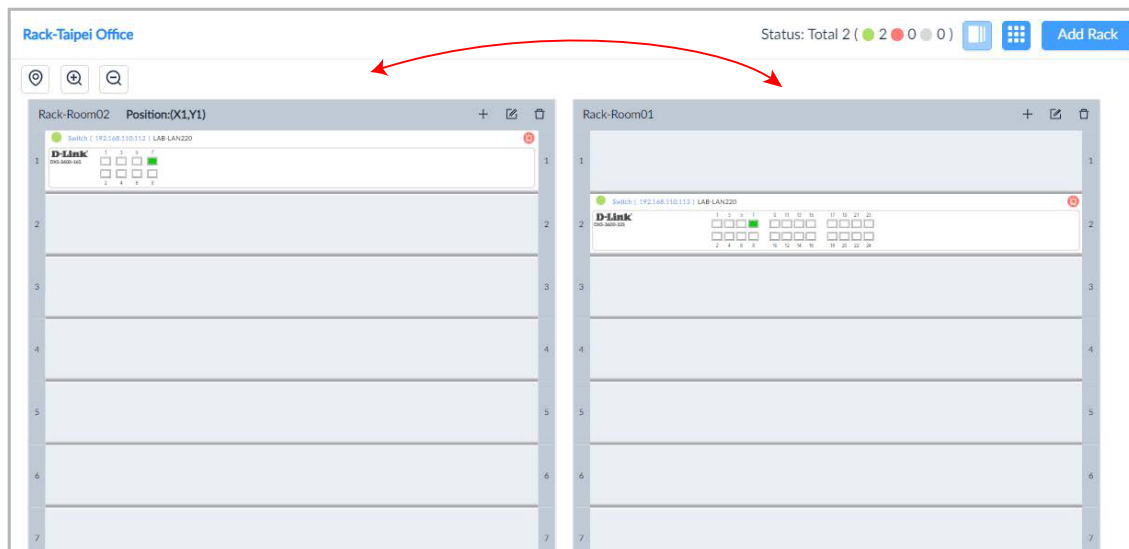 Rack-Taipei Office
Status: Total 2 ( 2 0 0 )
Add Rack
Rack-Room02 Position:(X1,Y1)
Switch | 192.168.110.112 | LAB-LAN220
D-Link
1 3 5 7
2 4 6 8
1 1
2 2
3 3
4 4
5 5
6 6
7 7
Rack-Room01
1 1
Switch | 192.168.110.113 | LAB-LAN220
D-Link
1 3 5 7 9 11 13 15 17 19 21 23
2 4 6 8 10 12 14 16 18 20 22 24
2 2
3 3
4 4
5 5
6 6
7 7